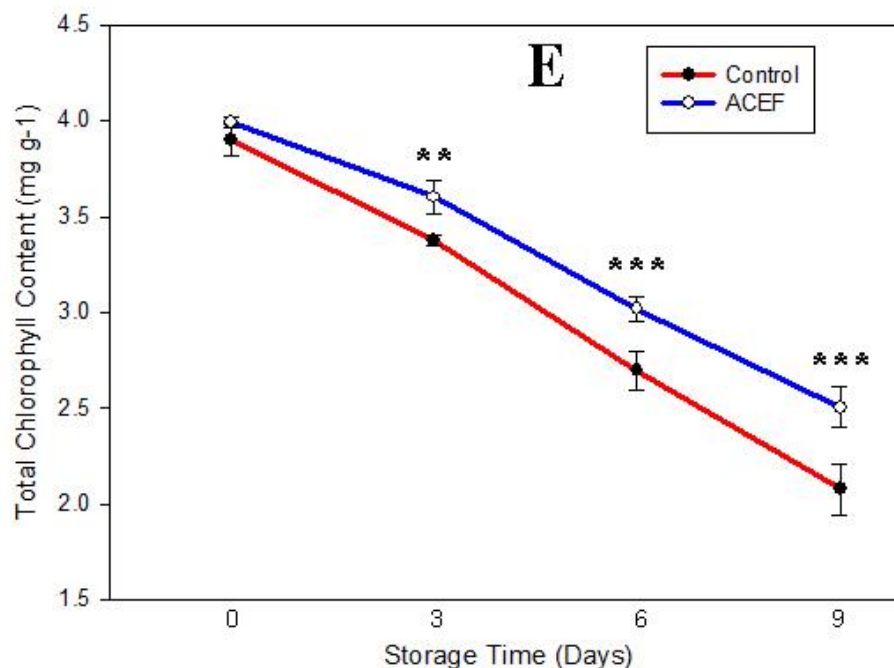 E
Control
ACEF
Total Chlorophyll Content (mg g-1)
4.5
4.0
3.5
3.0
2.5
2.0
1.5
**
***
***
0 3 6 9
Storage Time (Days)